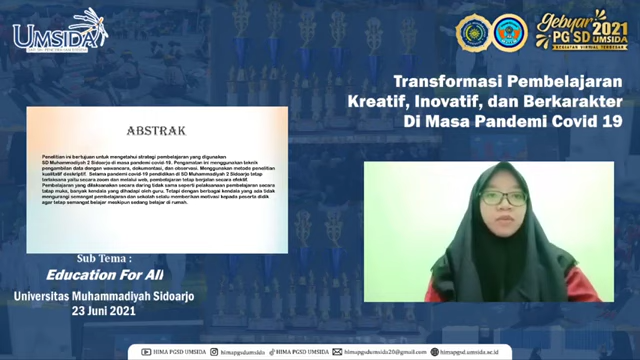 UMSIDA
Gebyar
PGSD 2021
UMSIDA
Transformasi Pembelajaran
Kreatif, Inovatif, dan Berkarakter
Di Masa Pandemi Covid 19
ABSTRAK
Penelitian ini bertujuan untuk mengetahui strategi pembelajaran yang digunakan
SD Muhammadiyah 2 Sidoarjo di masa pandemi covid-19. Pengamatan ini menggunakan teknik
pengambilan data dengan wawancara, dokumentasi, dan observasi. Menggunakan metode penelitian
kualitatif deskriptif. Selama pandemi covid-19 pendidikan di SD Muhammadiyah 2 Sidoarjo tetap
terlaksana yaitu secara zoom dan melalui web, pembelajaran tetap berjalan secara efektif.
Pembelajaran yang dilaksanakan secara daring tidak sama seperti pelaksanaan pembelajaran secara
tatap muka, banyak kendala yang dihadapi oleh guru. Tetapi dengan berbagai kendala yang ada tidak
mengurangi semangat pembelajaran dan sekolah selalu memberikan motivasi kepada peserta didik
agar tetap semangat belajar meskipun sedang belajar di rumah.
Sub Tema :
Education For All
Universitas Muhammadiyah Sidoarjo
23 Juni 2021
HIMA PGSD UMSIDA
himapgsdumsida
HIMA PGSD UMSIDA
himapgsdumsida20@gmail.com
himapgsd.umsida.ac.id